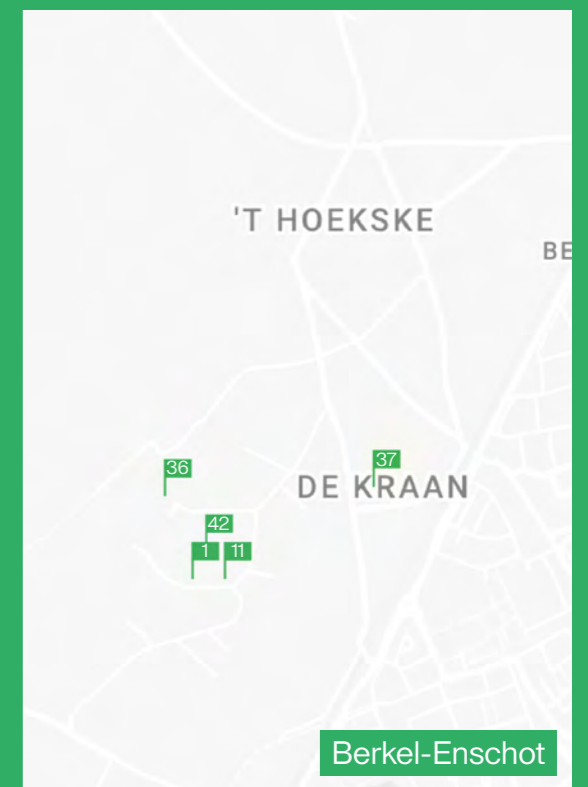 'T HOEKSKE
BE
37
36
DE KRAAN
42
1
11
Berkel-Enschot